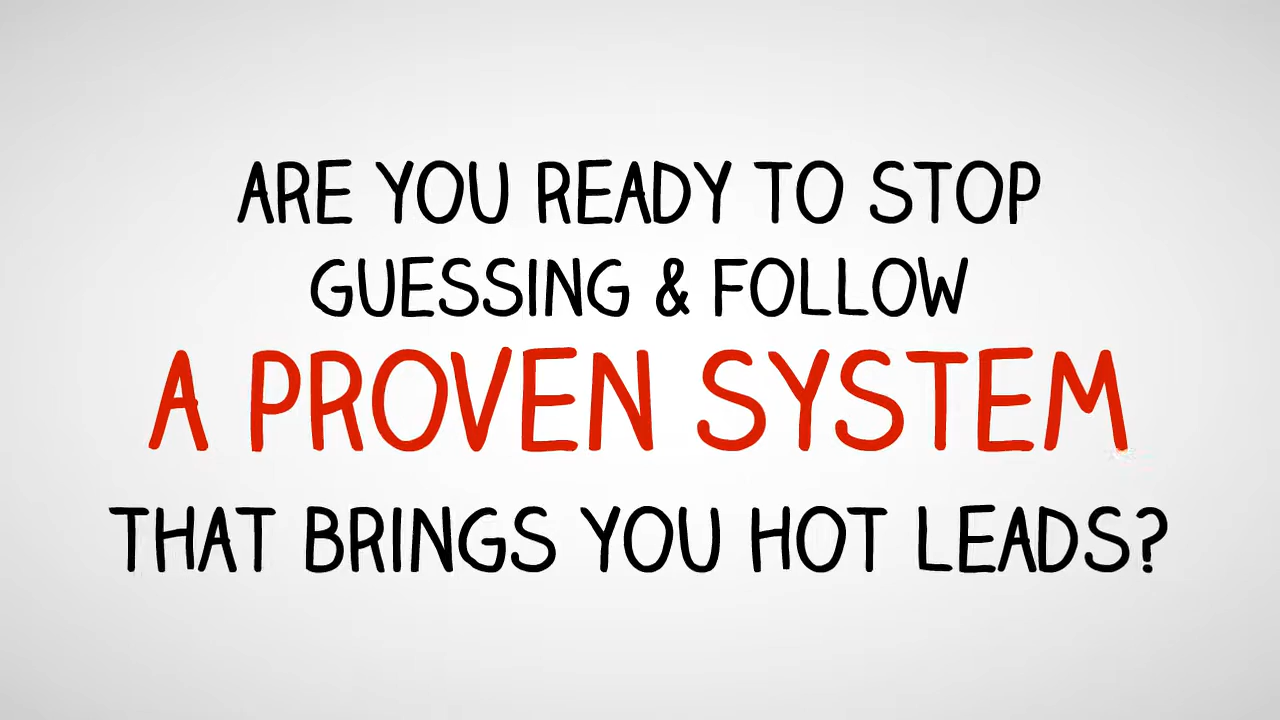 ARE YOU READY TO STOP
GUESSING & FOLLOW
A PROVEN SYSTEM
THAT BRINGS YOU HOT LEADS?